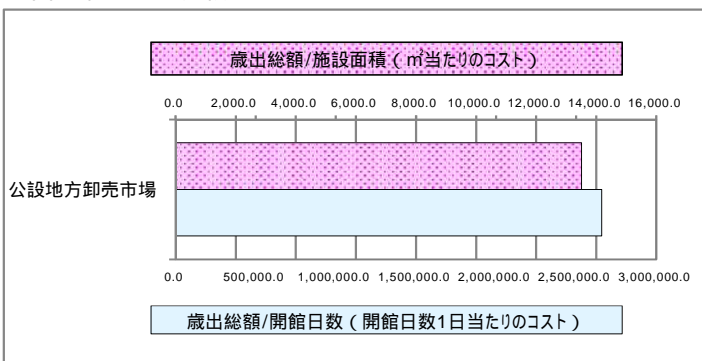 歳出総額/施設面積（㎡当たりのコスト）
0.0 2,000.0 4,000.0 6,000.0 8,000.0 10,000.0 12,000.0 14,000.0 16,000.0
公設地方卸売市場
0.0 500,000.0 1,000,000.0 1,500,000.0 2,000,000.0 2,500,000.0 3,000,000.0
歳出総額/開館日数（開館日数1日当たりのコスト）